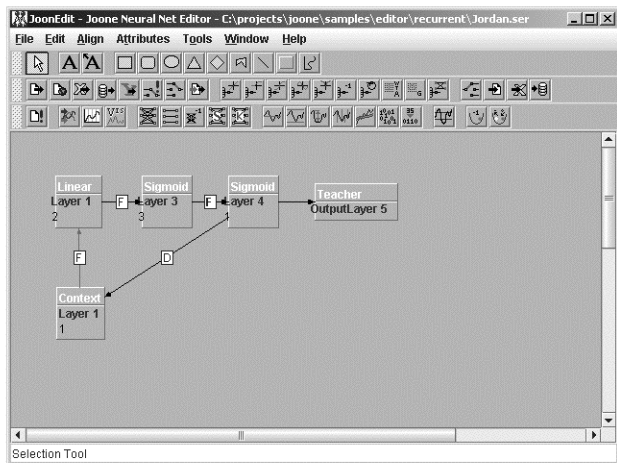 JoonEdit - Joone Neural Net Editor - C:\projects\joone\samples\editor\recurrent\Jordan.ser
File Edit Align Attributes Tools Window Help
A A
Linear
Layer 1
2
F
Sigmoid
Layer 3
3
F
Sigmoid
Layer 4
1
Teacher
OutputLayer 5
F
D
Context
Layer 1
1
Selection Tool